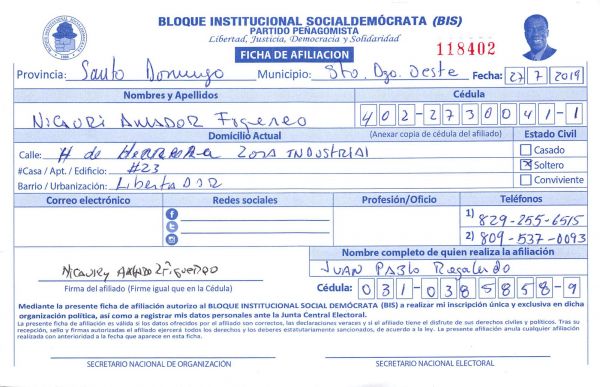 BLOQUE INSTITUCIONAL SOCIALDEMÓCRATA (BIS)
PARTIDO PEÑAGOMISTA
Libertad, Justicia, Democracia y Solidaridad
118402
FICHA DE AFILIACION
Provincia: Santo Domingo Municipio: Sto. Dgo. Oeste Fecha: 27/7/2019
Nombres y Apellidos Cédula
Nicauri Amador Figereo 402-2730041-1
Domicilio Actual (Anexar copia de cédula del afiliado) Estado Civil
Calle: H de Herrera Zosa Industrial Casado
#Casa / Apt. / Edificio: #23 Soltero
Barrio / Urbanización: Libertador Conviviente
Correo electrónico Redes sociales Profesión/Oficio Teléfonos
1) 829-255-6515
2) 809-537-0093
Nombre completo de quien realiza la afiliación
Nicaury Amador Figuereo Juan Pablo Regalado
Firma del afiliado (Firme igual que en la Cédula) Cédula 031-0385858-9
Mediante la presente ficha de afiliación autorizo al BLOQUE INSTITUCIONAL SOCIAL DEMÓCRATA (BIS) a realizar mi inscripción única y exclusiva en dicha
organización política, así como a registrar mis datos personales ante la Junta Central Electoral.
La presente ficha de afiliación es válida si los datos ofrecidos por el afiliado son correctos, las declaraciones veraces y si el afiliado tiene el disfrute de sus derechos civiles y políticos. Tras su
recepción, sello y firmas autorizadas el afiliado ejercerá todos los derechos y los deberes estatutariamente sancionados, de acuerdo a la ley. La presente afiliación anula cualquier afiliación
realizada con anterioridad a la fecha que aparece en esta ficha.
SECRETARIO NACIONAL DE ORGANIZACIÓN SECRETARIO NACIONAL ELECTORAL